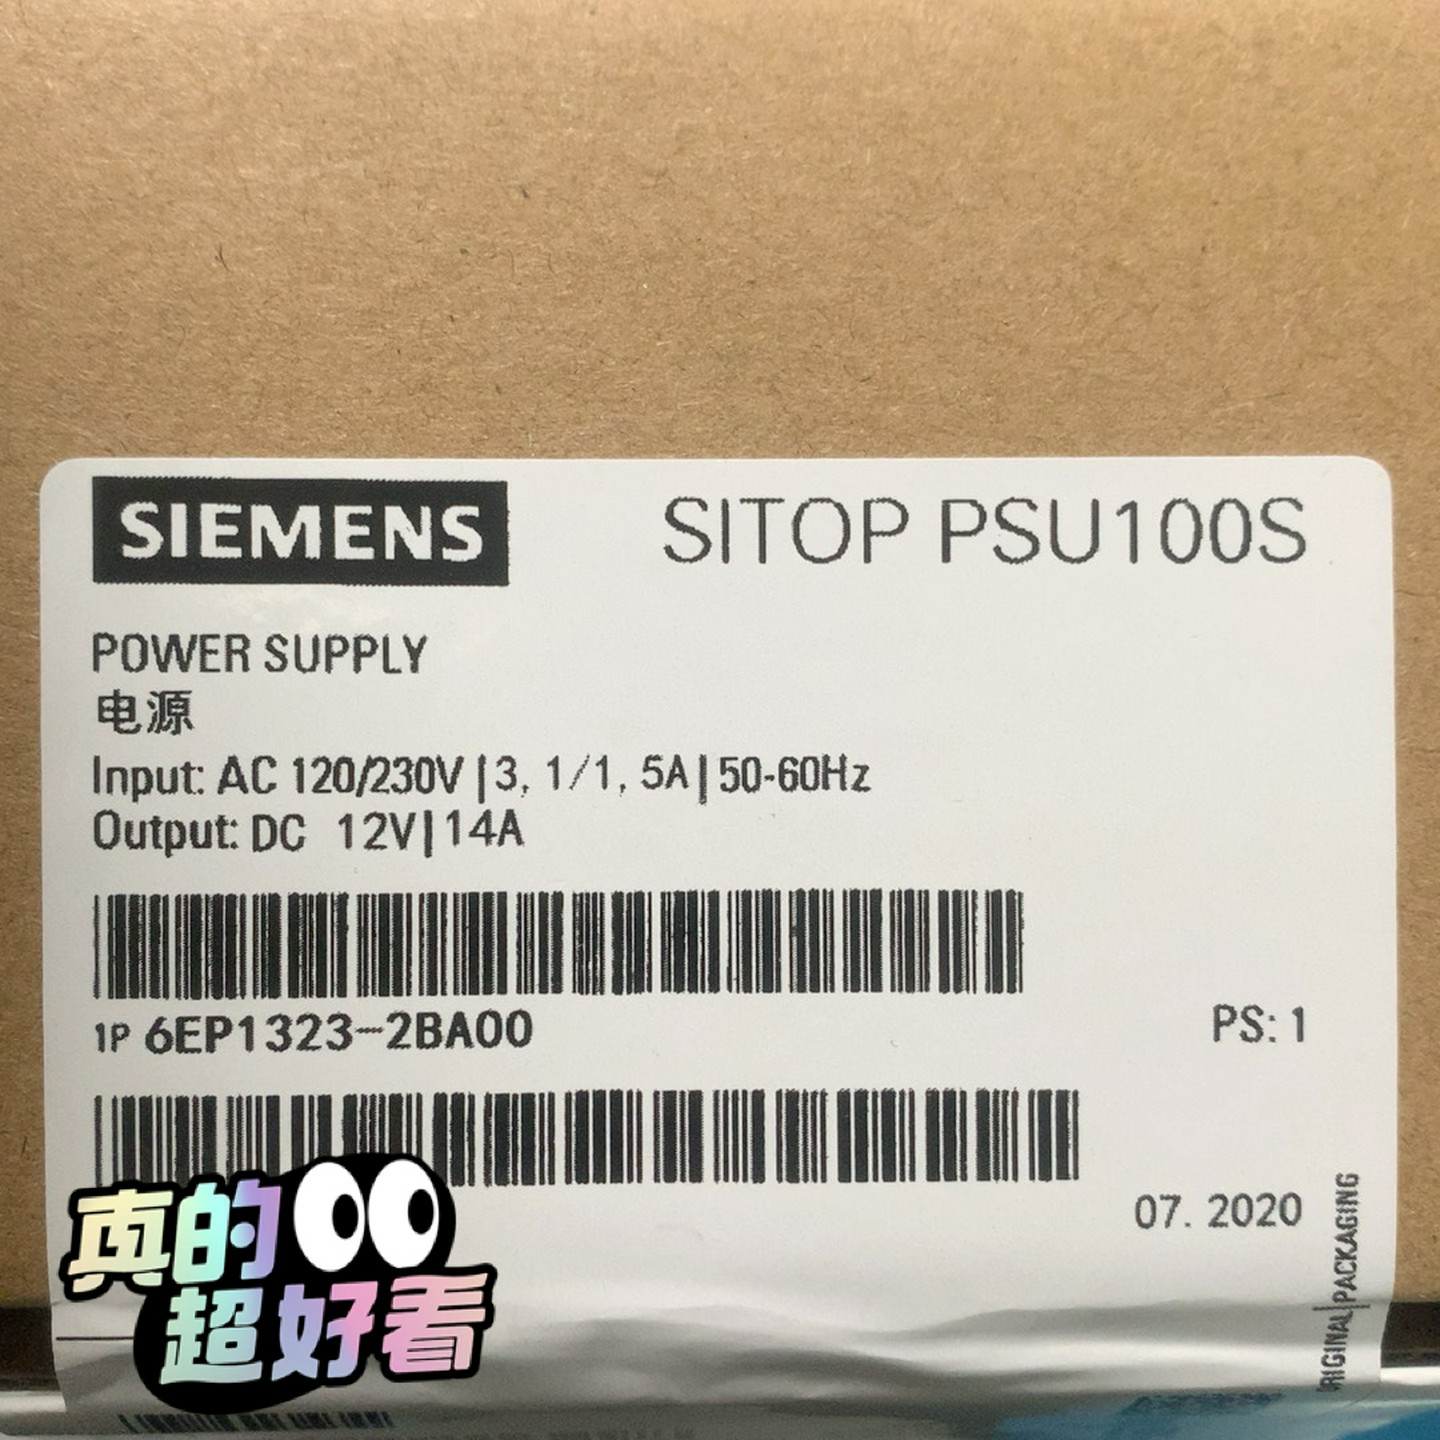 SIEMENS
SITOP PSU100S
POWER SUPPLY
电源
Input: AC 120/230V|3, 1/1, 5A|50-60Hz
Output: DC 12V|14A
1P 6EP1323-2BA00
PS: 1
07. 2020
ORIGINAL|PACKAGING
真的
超好看